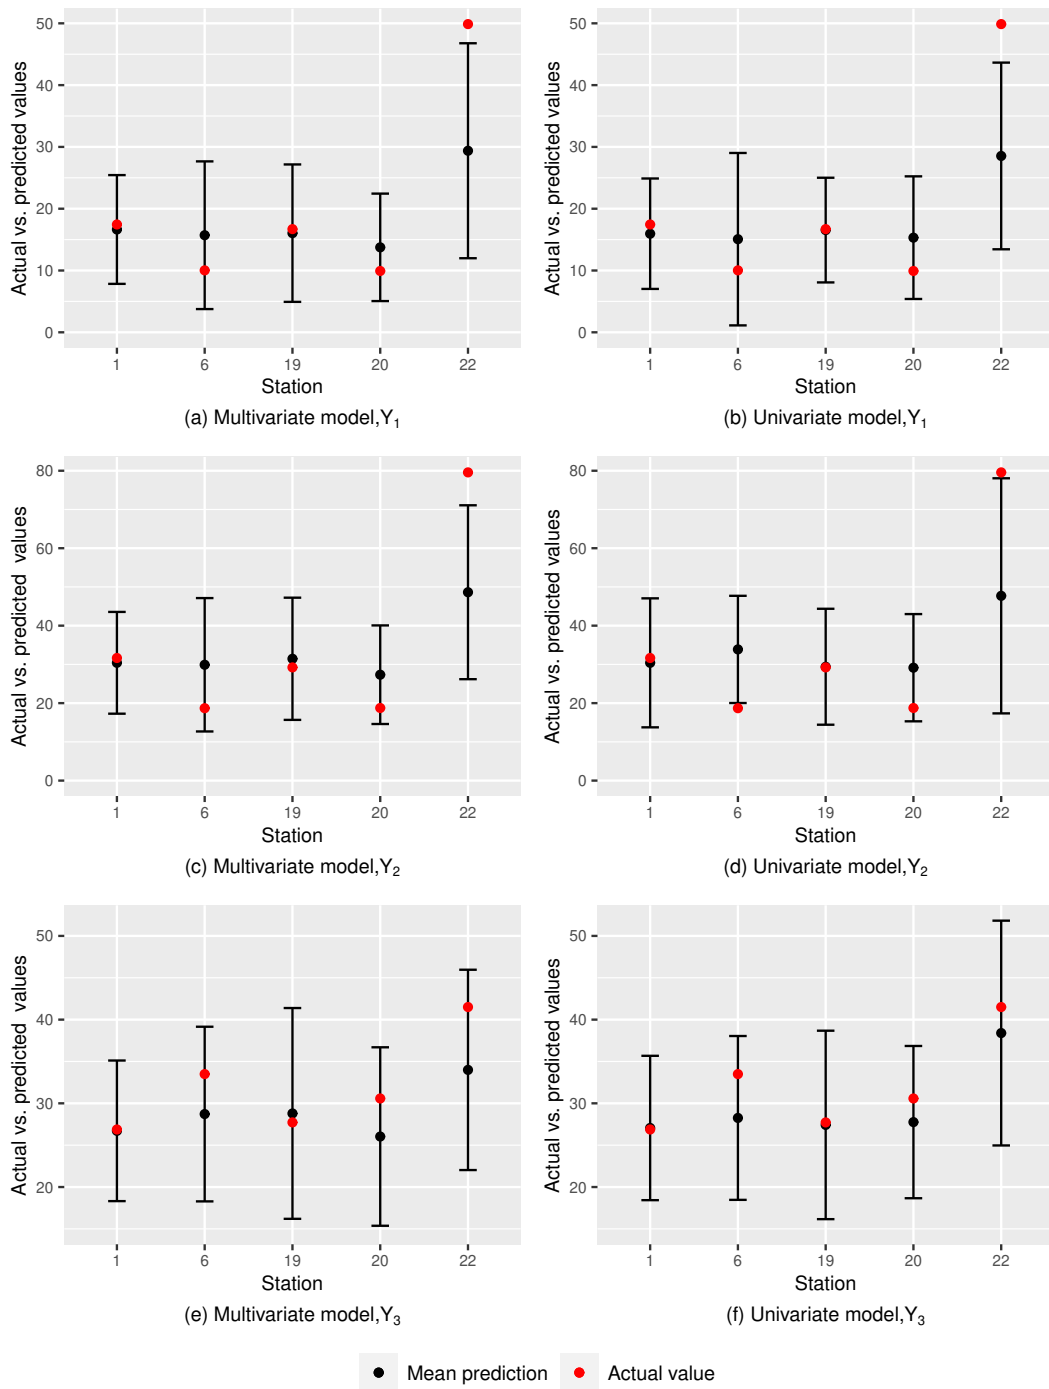 Actual vs. predicted values
50
40
30
20
10
0
1 6 19 20 22
Station
(a) Multivariate model,Y₁
Actual vs. predicted values
50
40
30
20
10
0
1 6 19 20 22
Station
(b) Univariate model,Y₁
Actual vs. predicted values
80
60
40
20
0
1 6 19 20 22
Station
(c) Multivariate model,Y₂
Actual vs. predicted values
80
60
40
20
0
1 6 19 20 22
Station
(d) Univariate model,Y₂
Actual vs. predicted values
50
40
30
20
1 6 19 20 22
Station
(e) Multivariate model,Y₃
Actual vs. predicted values
50
40
30
20
1 6 19 20 22
Station
(f) Univariate model,Y₃
Mean prediction Actual value